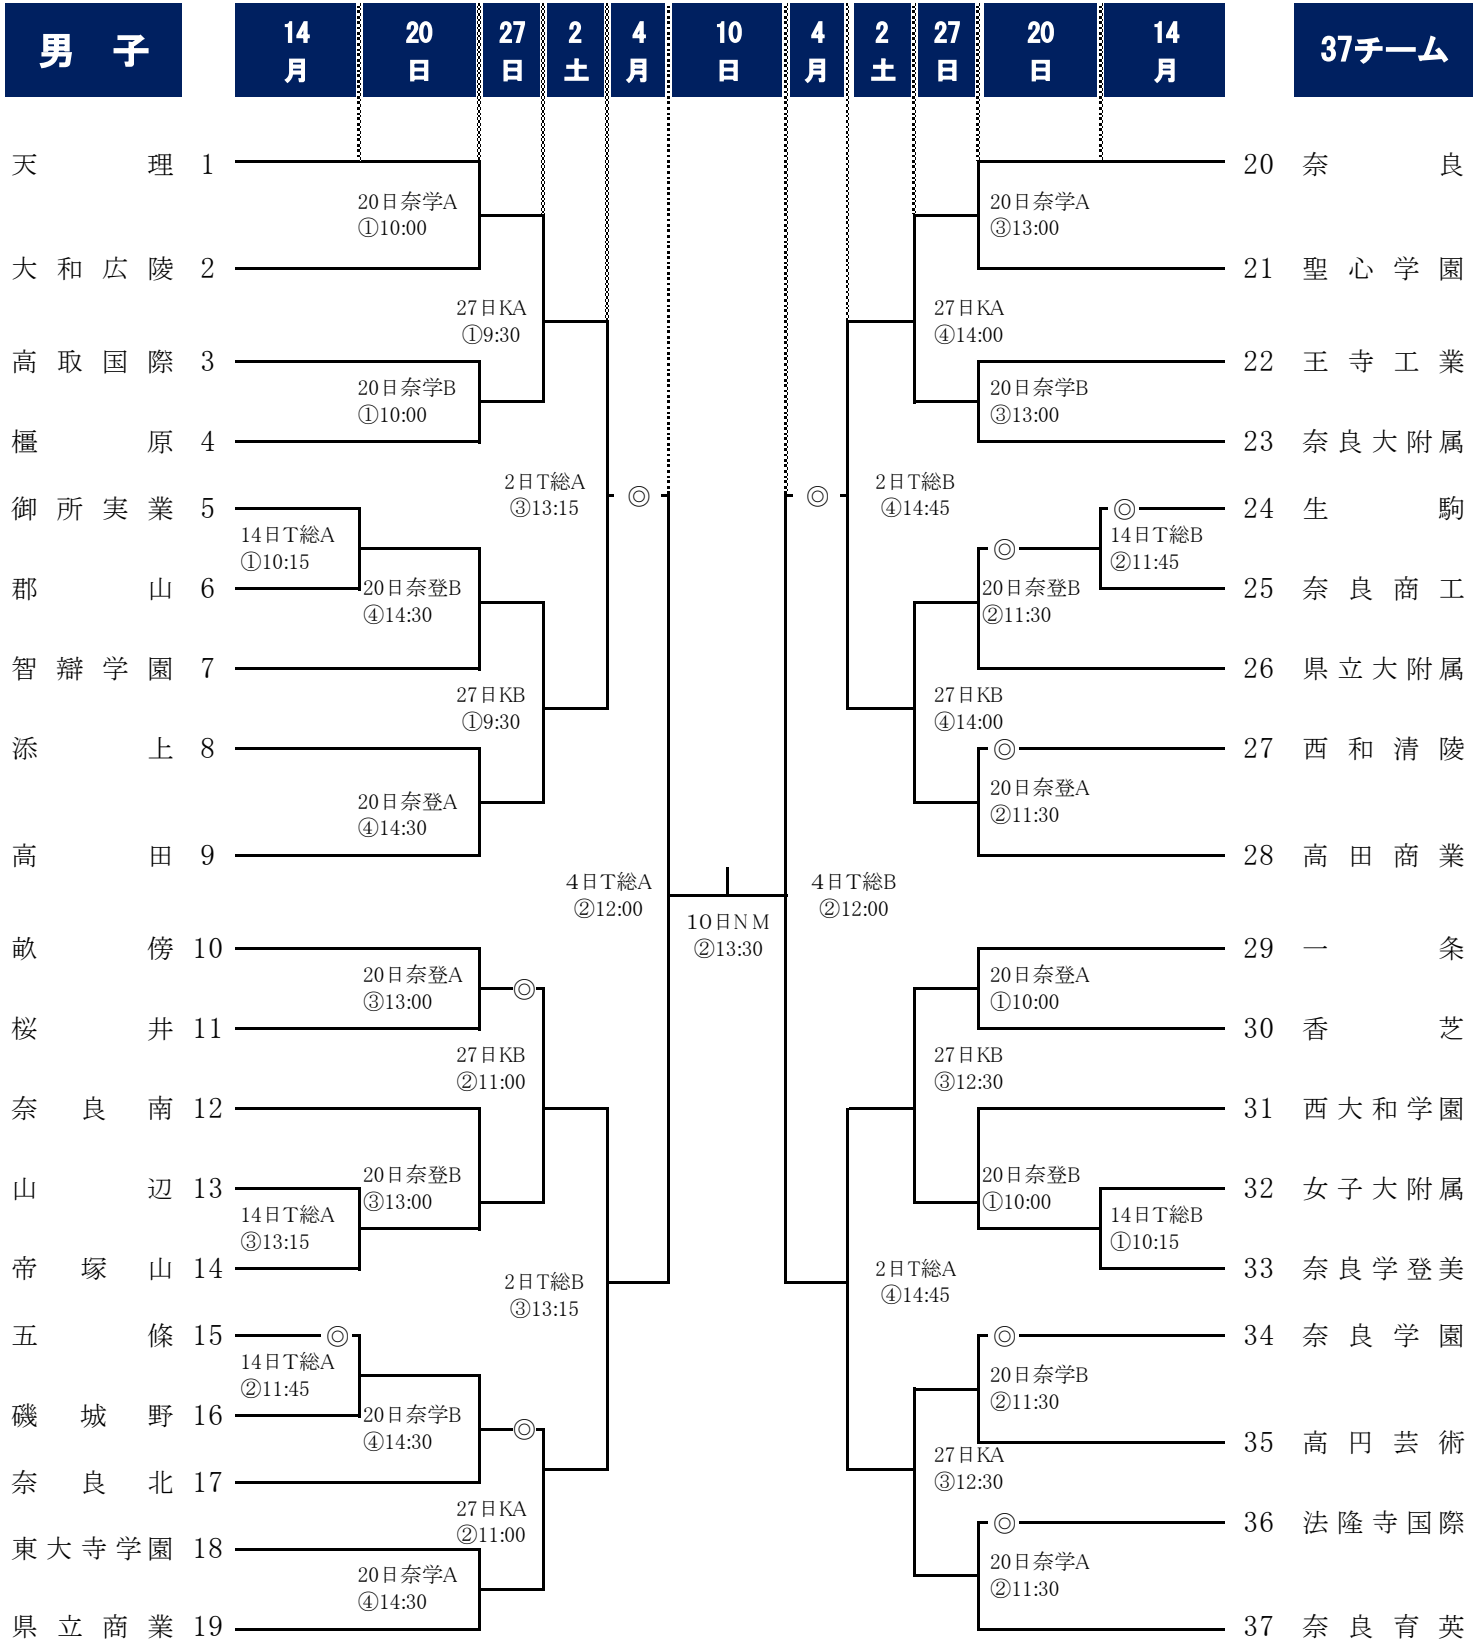 男 子
14 20 27 2 4 10 4 2 27 20 14
月 日 日 土 月 日 月 土 日 日 月
37チーム
天理 1
20日奈学A
①10:00
大和広陵 2
27日KA
①9:30
高取国際 3
20日奈学B
①10:00
橿原 4
2日T総A
③13:15
◎
御所実業 5
14日T総A
①10:15
郡山 6
20日奈登B
④14:30
智辯学園 7
27日KB
①9:30
添上 8
20日奈登A
④14:30
高田 9
4日T総A
②12:00
畝傍 10
20日奈登A
③13:00
◎
桜井 11
27日KB
②11:00
奈良南 12
20日奈登B
③13:00
山辺 13
14日T総A
③13:15
帝塚山 14
2日T総B
③13:15
五條 15
◎
14日T総A
②11:45
磯城野 16
20日奈学B
④14:30
◎
奈良北 17
27日KA
②11:00
東大寺学園 18
20日奈学A
④14:30
県立商業 19
10日NM
②13:30
20 奈良
20日奈学A
③13:00
21 聖心学園
27日KA
④14:00
22 王寺工業
20日奈学B
③13:00
23 奈良大附属
◎
2日T総B
④14:45
24 生駒
◎
14日T総B
②11:45
◎
25 奈良商工
20日奈登B
②11:30
26 県立大附属
27日KB
④14:00
27 西和清陵
◎
20日奈登A
②11:30
28 高田商業
4日T総B
②12:00
29 一条
20日奈登A
①10:00
30 香芝
27日KB
③12:30
31 西大和学園
20日奈登B
①10:00
32 女子大附属
14日T総B
①10:15
33 奈良学登美
2日T総A
④14:45
34 奈良学園
◎
20日奈学B
②11:30
35 高円芸術
27日KA
③12:30
36 法隆寺国際
◎
20日奈学A
②11:30
37 奈良育英